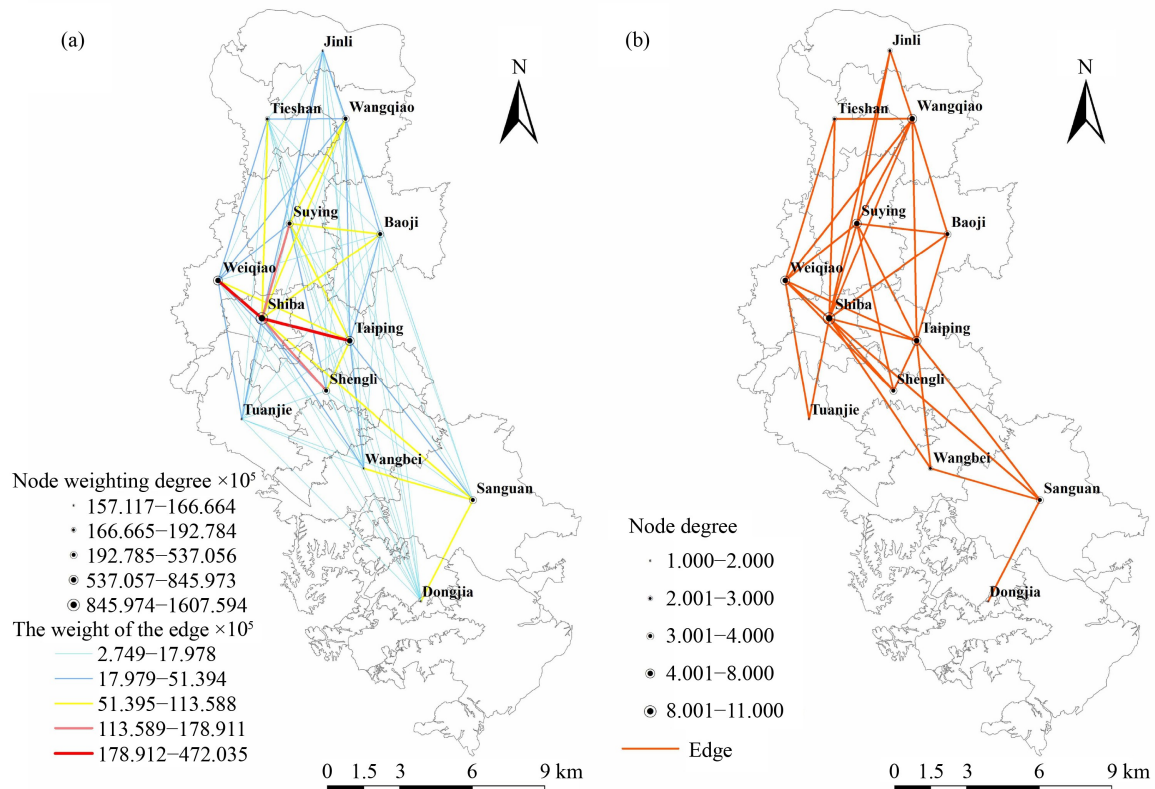 (a)
Jinli
N
Tieshan
Wangqiao
Suying
Baoji
Weiqiao
Shiba
Taiping
Shengli
Tuanjie
Wangbei
Sanguan
Dongjia
Node weighting degree ×10⁵
157.117−166.664
166.665−192.784
192.785−537.056
537.057−845.973
845.974−1607.594
The weight of the edge ×10⁵
2.749−17.978
17.979−51.394
51.395−113.588
113.589−178.911
178.912−472.035
0 1.5 3 6 9 km
(b)
Jinli
N
Tieshan
Wangqiao
Suying
Baoji
Weiqiao
Shiba
Taiping
Shengli
Tuanjie
Wangbei
Sanguan
Dongjia
Node degree
1.000−2.000
2.001−3.000
3.001−4.000
4.001−8.000
8.001−11.000
Edge
0 1.5 3 6 9 km